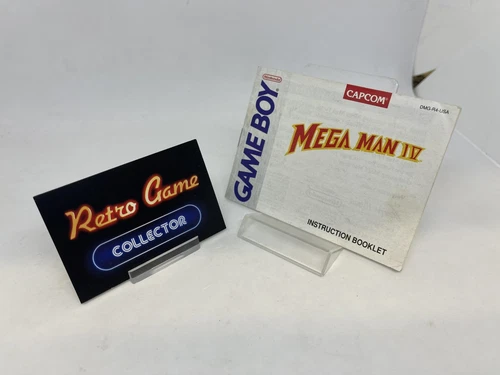 Retro Game
COLLECTOR
Nintendo
GAME BOY
CAPCOM
DMG-R4-USA
MEGA MAN IV
INSTRUCTION BOOKLET